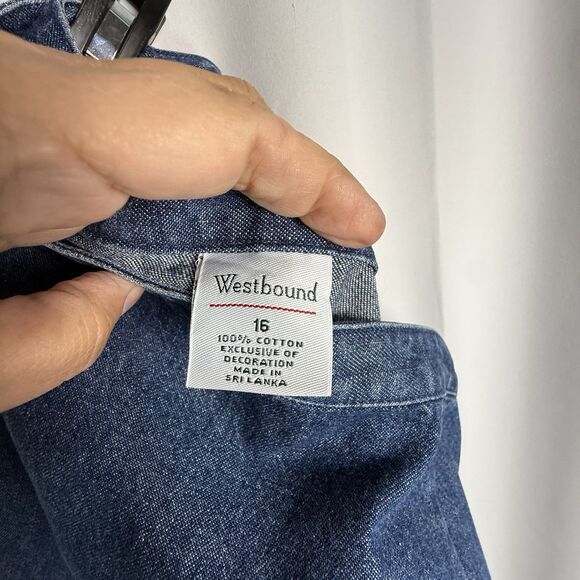 Westbound
16
100% COTTON
EXCLUSIVE OF
DECORATION
MADE IN
SRI LANKA